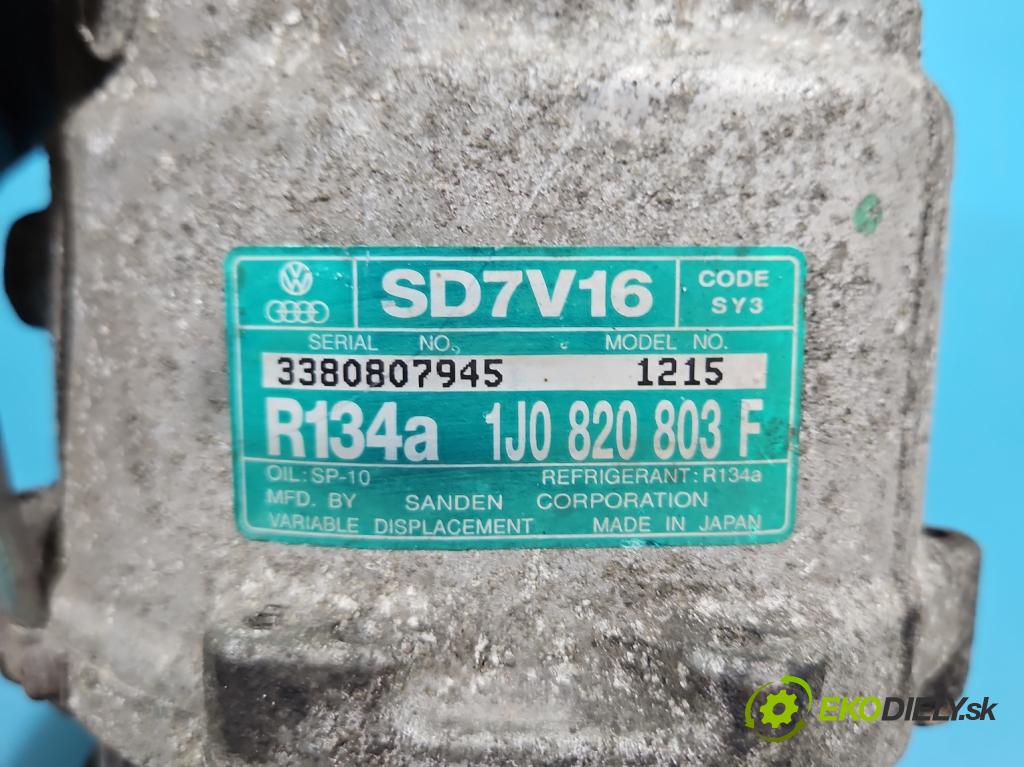 SD7V16
CODE
SY3
SERIAL NO. MODEL NO.
3380807945 1215
R134a 1J0 820 803 F
OIL: SP-10 REFRIGERANT: R134a
MFD. BY SANDEN CORPORATION
VARIABLE DISPLACEMENT MADE IN JAPAN
EKODIELY.sk